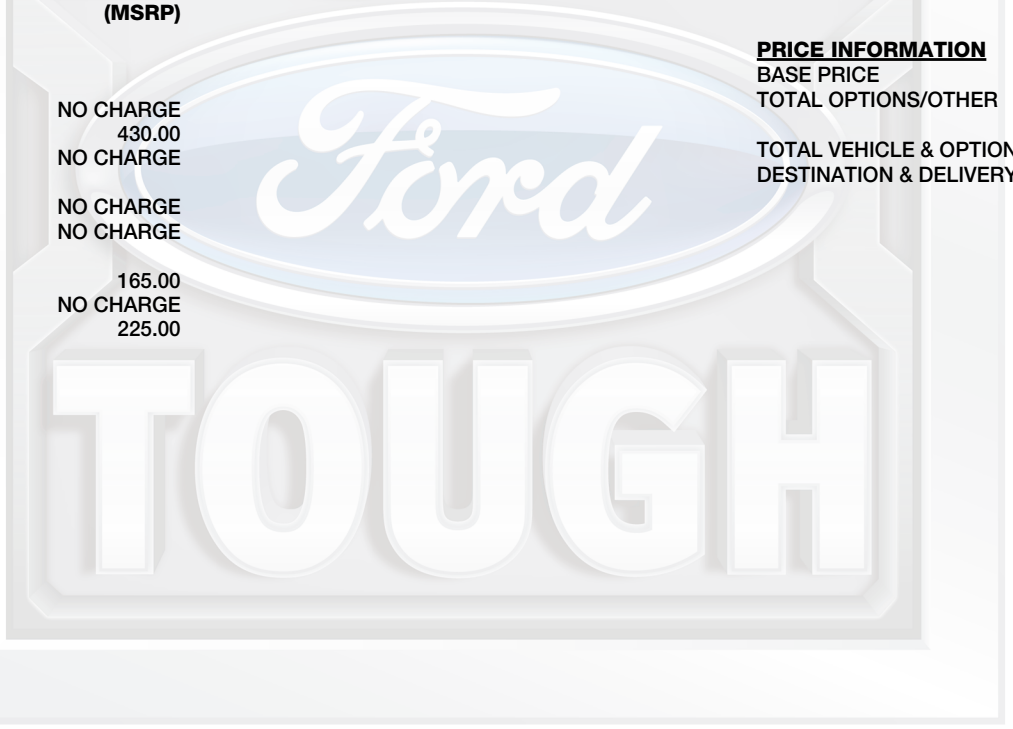 (MSRP)
NO CHARGE
430.00
NO CHARGE
NO CHARGE
NO CHARGE
165.00
NO CHARGE
225.00
PRICE INFORMATION
BASE PRICE
TOTAL OPTIONS/OTHER
TOTAL VEHICLE & OPTION
DESTINATION & DELIVERY
Ford
TOUGH